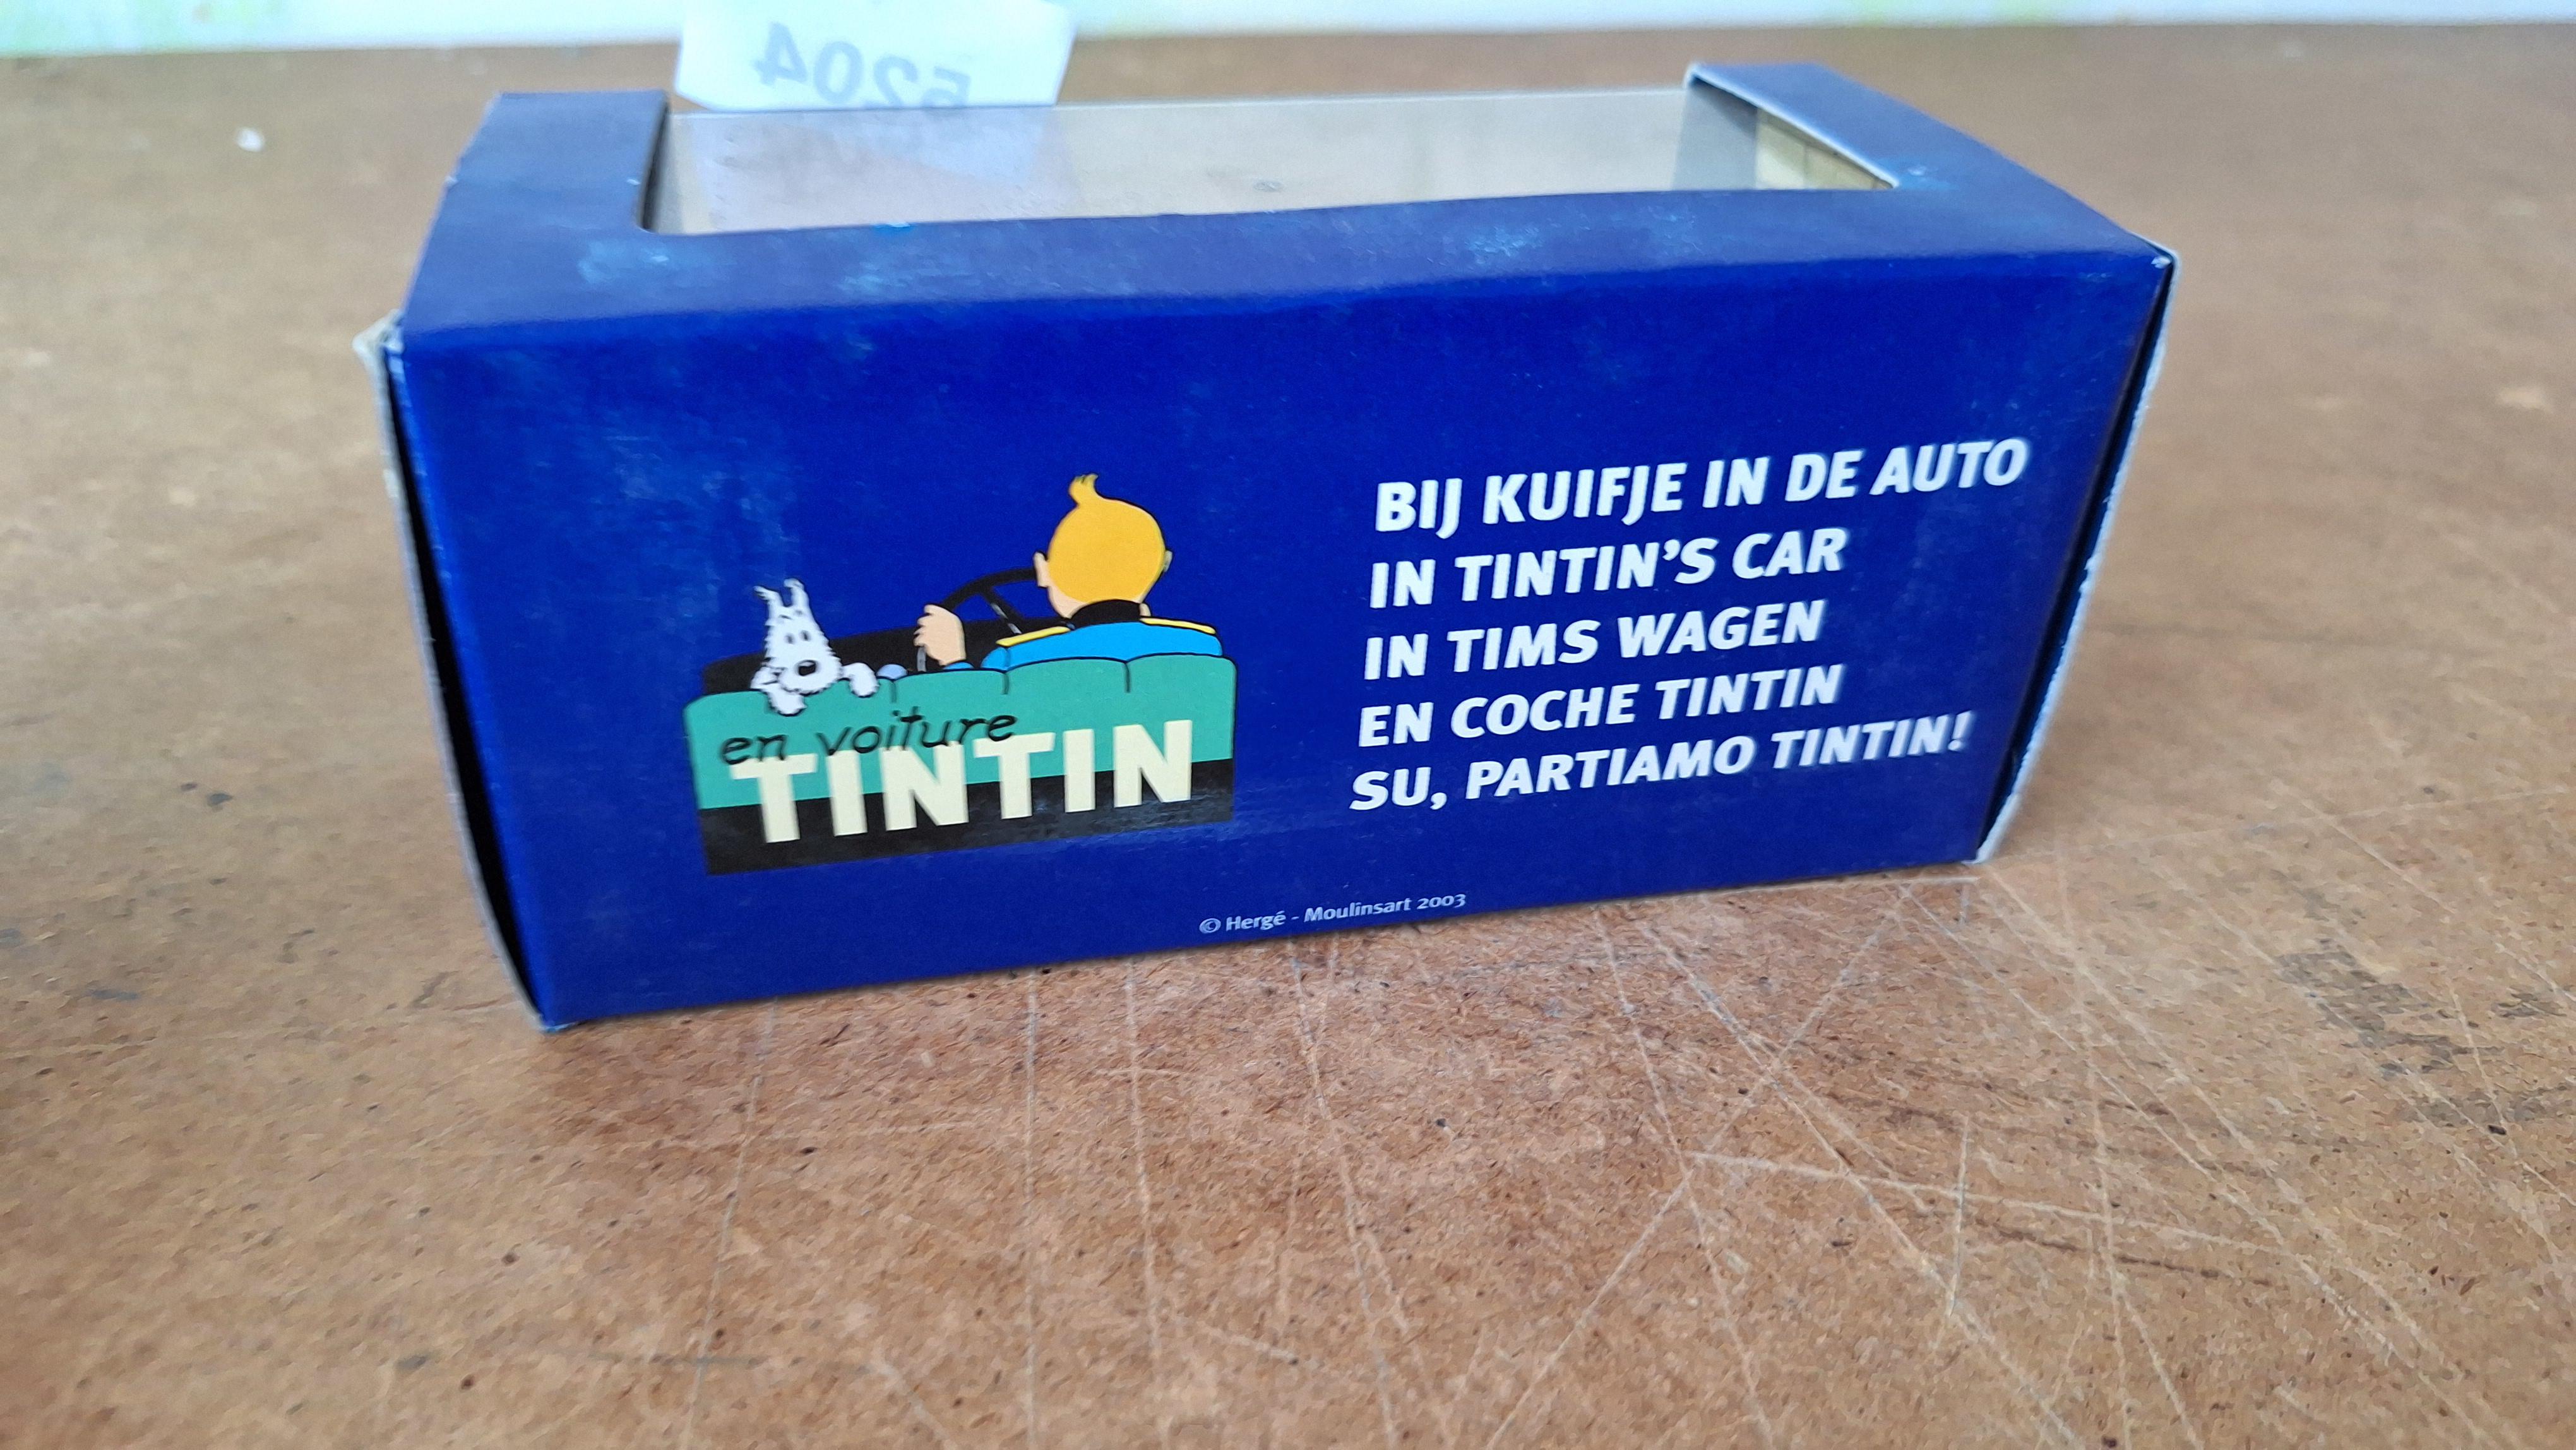 5204
en voiture
TINTIN
BIJ KUIFJE IN DE AUTO
IN TINTIN'S CAR
IN TIMS WAGEN
EN COCHE TINTIN
SU, PARTIAMO TINTIN!
© Hergé - Moulinsart 2003